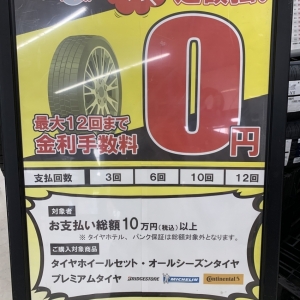 0円
最大12回まで
金利手数料
支払回数 3回 6回 10回 12回
対象者
お支払い総額10万円(税込)以上
※タイヤホテル、パンク保証は総額対象外となります。
ご購入対象商品
タイヤホイールセット・オールシーズンタイヤ
プレミアムタイヤ BRIDGESTONE MICHELIN Continental